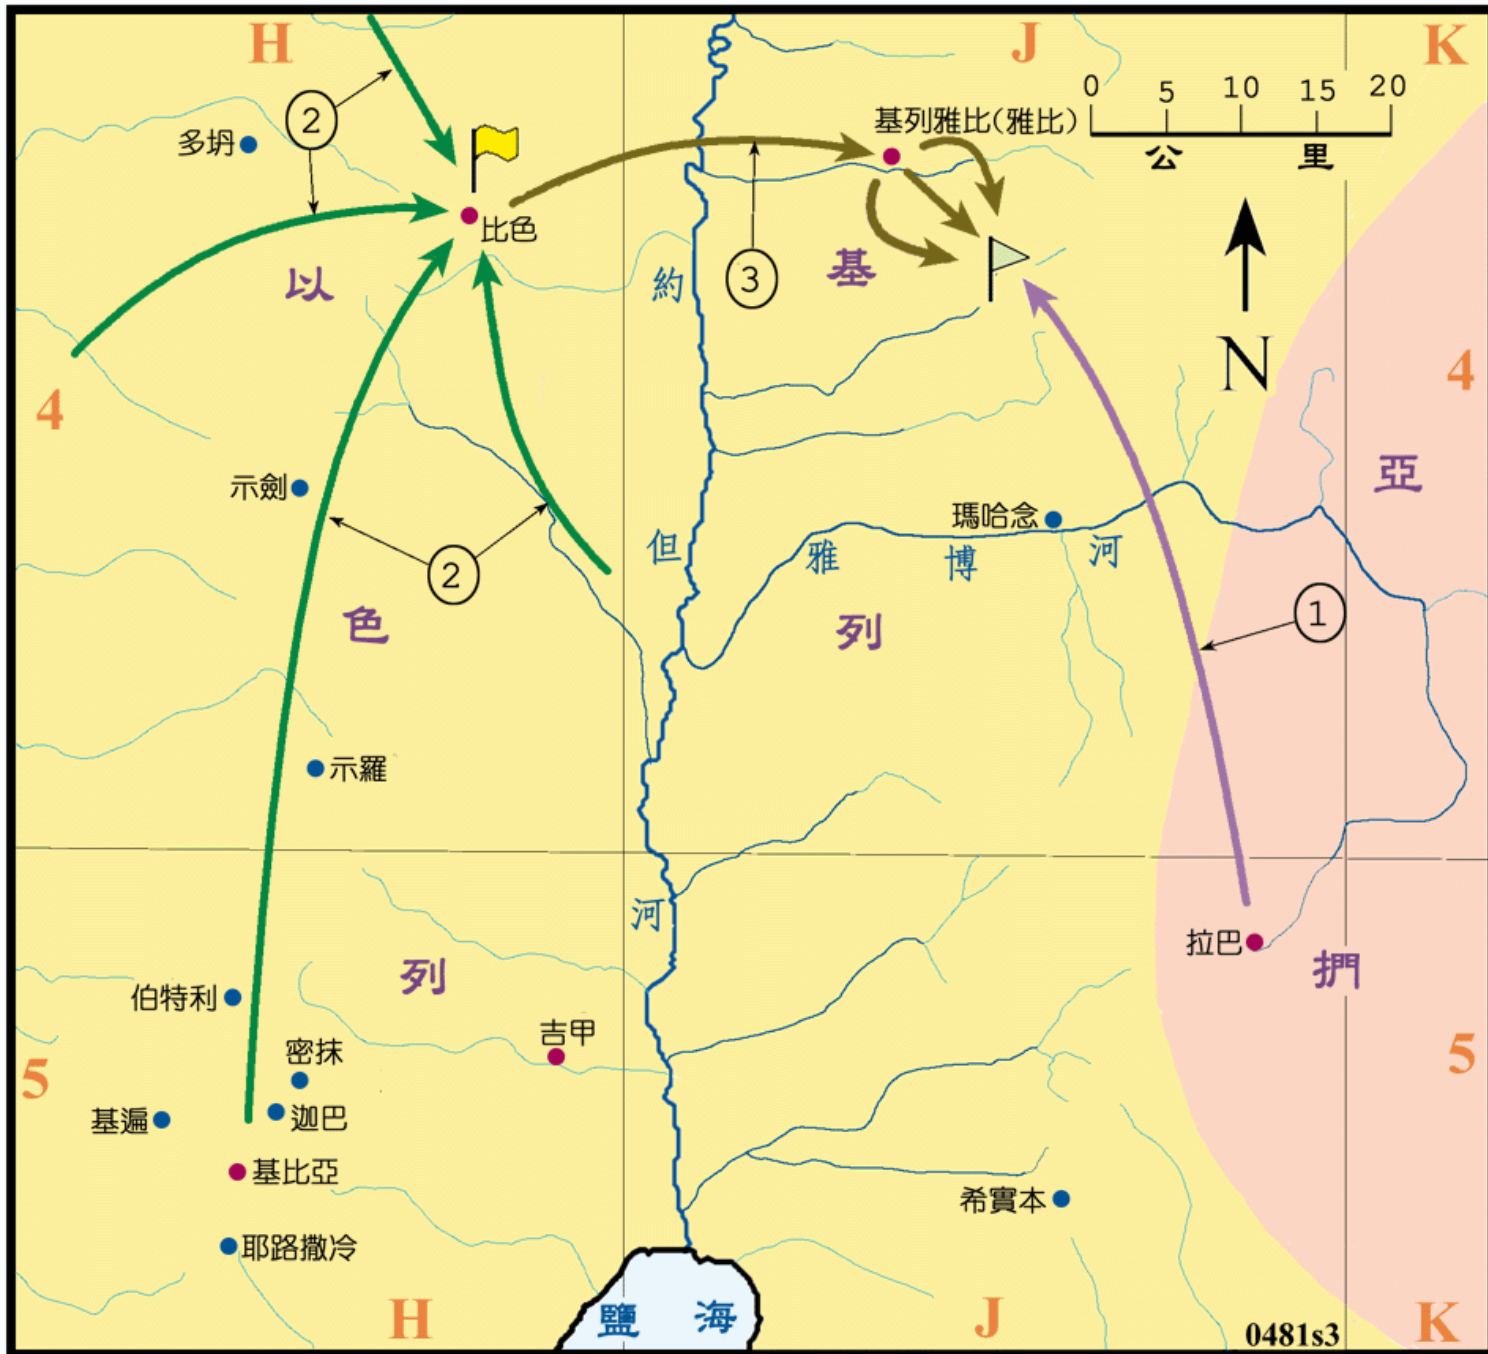 H
J
K
0 5 10 15 20
公里
基列雅比(雅比)
2
多坍
比色
3
以
約
基
N
4
4
亞
示劍
瑪哈念
但
雅博河
2
色
列
1
示羅
河
拉巴
列
捫
伯特利
吉甲
密抹
5
5
基遍
迦巴
基比亞
希實本
耶路撒冷
H
鹽海
J
0481s3
K